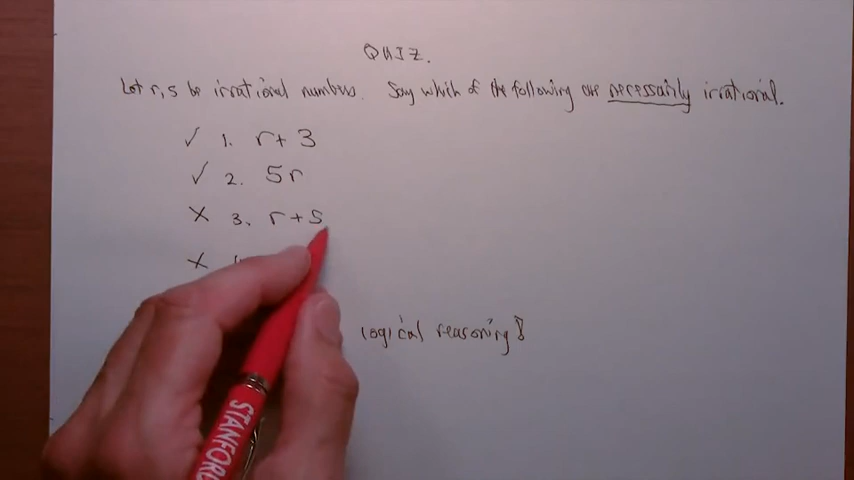 QUIZ.
Let r, s be irrational numbers. Say which of the following are necessarily irrational.
✓ 1. r + 3
✓ 2. 5r
✗ 3. r + s
✗
logical reasoning!
STANFOR